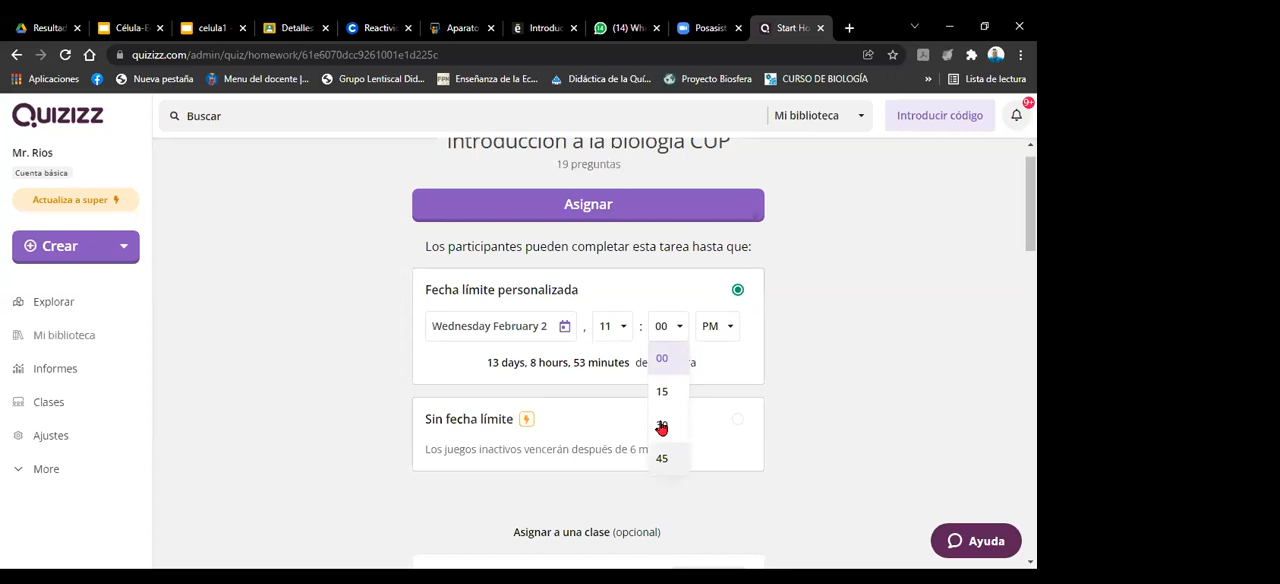 Resultad
Célula-E
celula1 -
Detalles
Reactivi
Aparato
Introduc
(14) Wh
Posasist
Start Ho
quizizz.com/admin/quiz/homework/61e6070dcc9261001e1d225c
Aplicaciones
Nueva pestaña
Menu del docente |...
Grupo Lentiscal Did...
Enseñanza de la Ec...
Didáctica de la Quí...
Proyecto Biosfera
CURSO DE BIOLOGÍA
»
Lista de lectura
QUIZIZZ
Buscar
Mi biblioteca
Introducir código
9+
Mr. Rios
Cuenta básica
Actualiza a super
Crear
Explorar
Mi biblioteca
Informes
Clases
Ajustes
More
Introducción a la biología CUP
19 preguntas
Asignar
Los participantes pueden completar esta tarea hasta que:
Fecha límite personalizada
Wednesday February 2 , 11 : 00 PM
13 days, 8 hours, 53 minutes de
00
15
45
Sin fecha límite
Los juegos inactivos vencerán después de 6 m
Asignar a una clase (opcional)
Ayuda